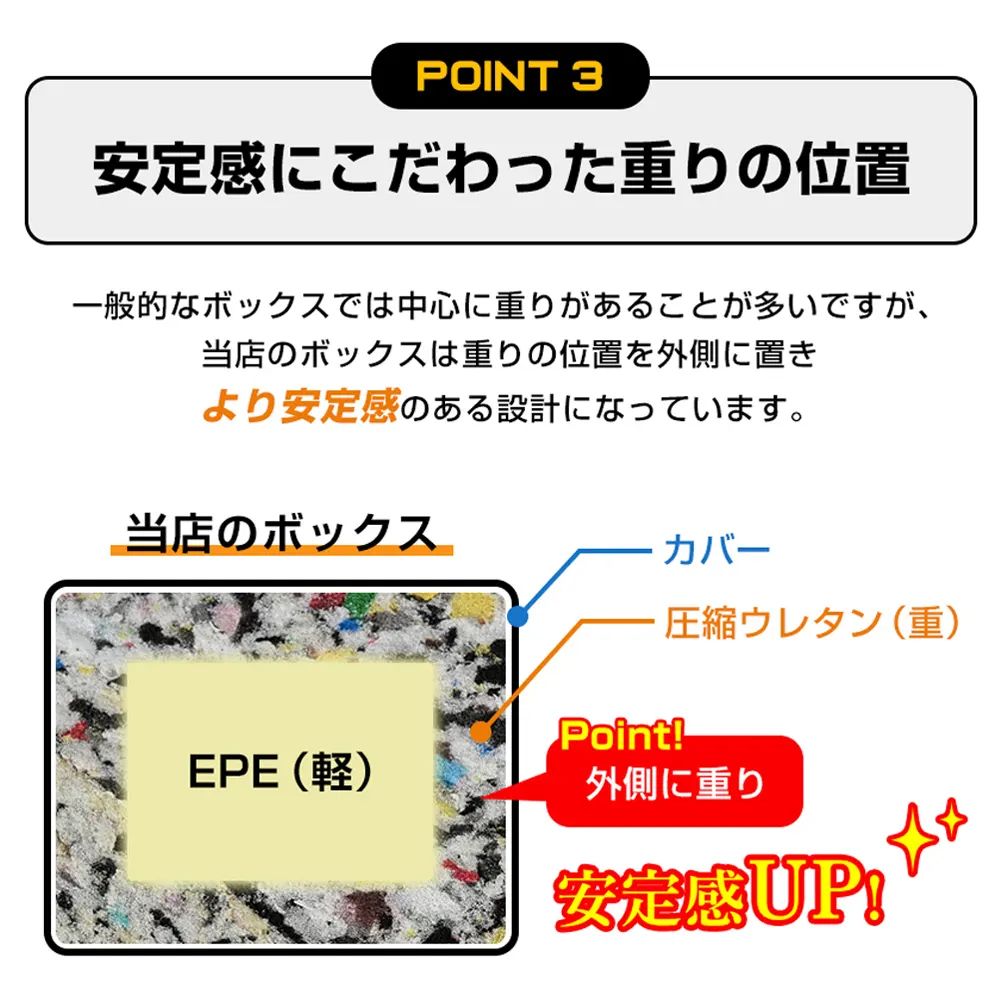 POINT 3
安定感にこだわった重りの位置
一般的なボックスでは中心に重りがあることが多いですが、
当店のボックスは重りの位置を外側に置き
より安定感のある設計になっています。
当店のボックス
カバー
圧縮ウレタン（重）
EPE（軽）
Point!
外側に重り
安定感UP!